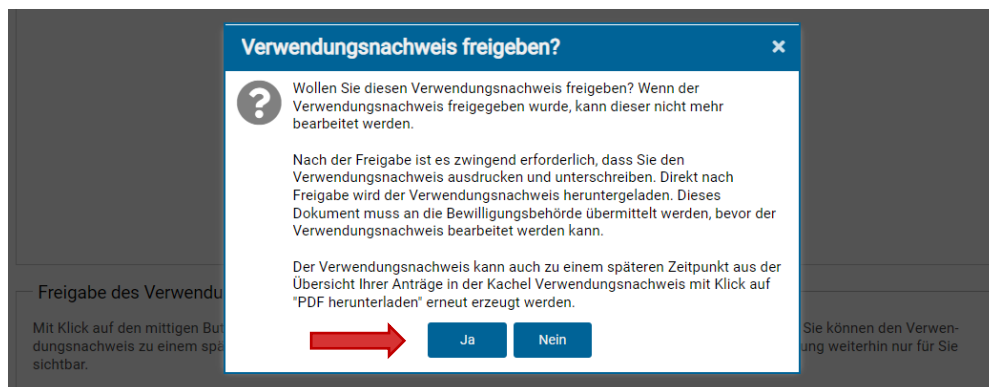 Verwendungsnachweis freigeben?
×
?
Wollen Sie diesen Verwendungsnachweis freigeben? Wenn der
Verwendungsnachweis freigegeben wurde, kann dieser nicht mehr
bearbeitet werden.
Nach der Freigabe ist es zwingend erforderlich, dass Sie den
Verwendungsnachweis ausdrucken und unterschreiben. Direkt nach
Freigabe wird der Verwendungsnachweis heruntergeladen. Dieses
Dokument muss an die Bewilligungsbehörde übermittelt werden, bevor der
Verwendungsnachweis bearbeitet werden kann.
Der Verwendungsnachweis kann auch zu einem späteren Zeitpunkt aus der
Übersicht Ihrer Anträge in der Kachel Verwendungsnachweis mit Klick auf
"PDF herunterladen" erneut erzeugt werden.
Ja
Nein
Freigabe des Verwendu
Mit Klick auf den mittigen But
Sie können den Verwen-
dungsnachweis zu einem spä
ung weiterhin nur für Sie
sichtbar.